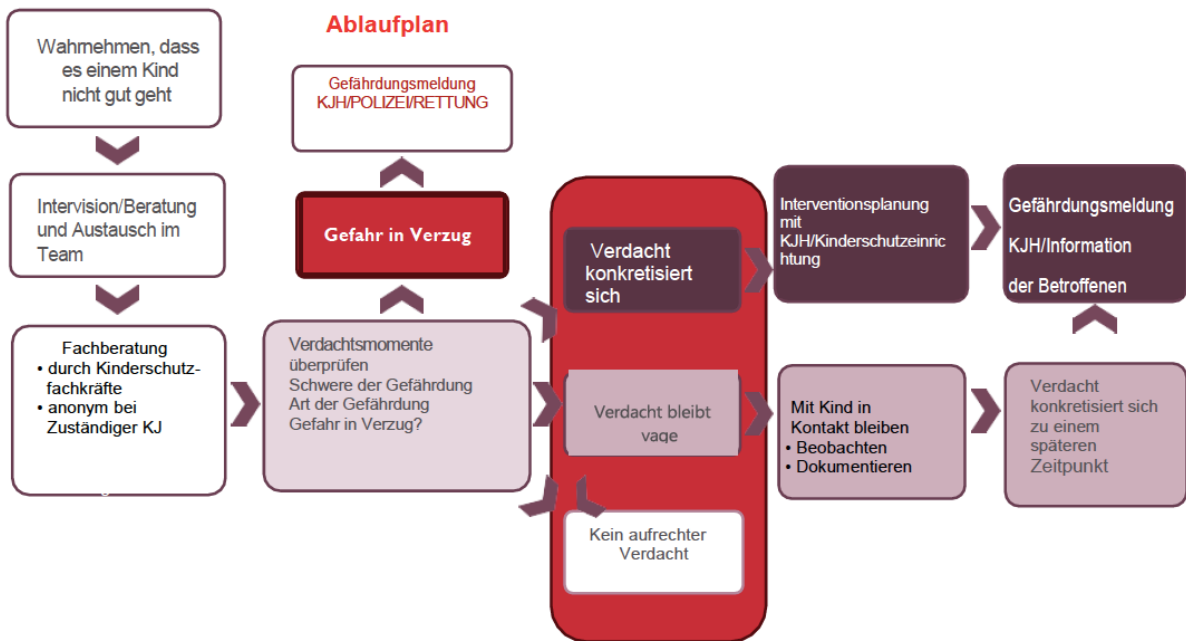 Ablaufplan
Wahrnehmen, dass
es einem Kind
nicht gut geht
Intervision/Beratung
und Austausch im
Team
Fachberatung
• durch Kinderschutz-
fachkräfte
• anonym bei
Zuständiger KJ
Verdachtsmomente
überprüfen
Schwere der Gefährdung
Art der Gefährdung
Gefahr in Verzug?
Gefahr in Verzug
Gefährdungsmeldung
KJH/POLIZEI/RETTUNG
Verdacht
konkretisiert
sich
Interventionsplanung
mit
KJH/Kinderschutzeinric
htung
Gefährdungsmeldung
KJH/Information
der Betroffenen
Verdacht bleibt
vage
Mit Kind in
Kontakt bleiben
• Beobachten
• Dokumentieren
Verdacht
konkretisiert sich
zu einem
späteren
Zeitpunkt
Kein aufrechter
Verdacht